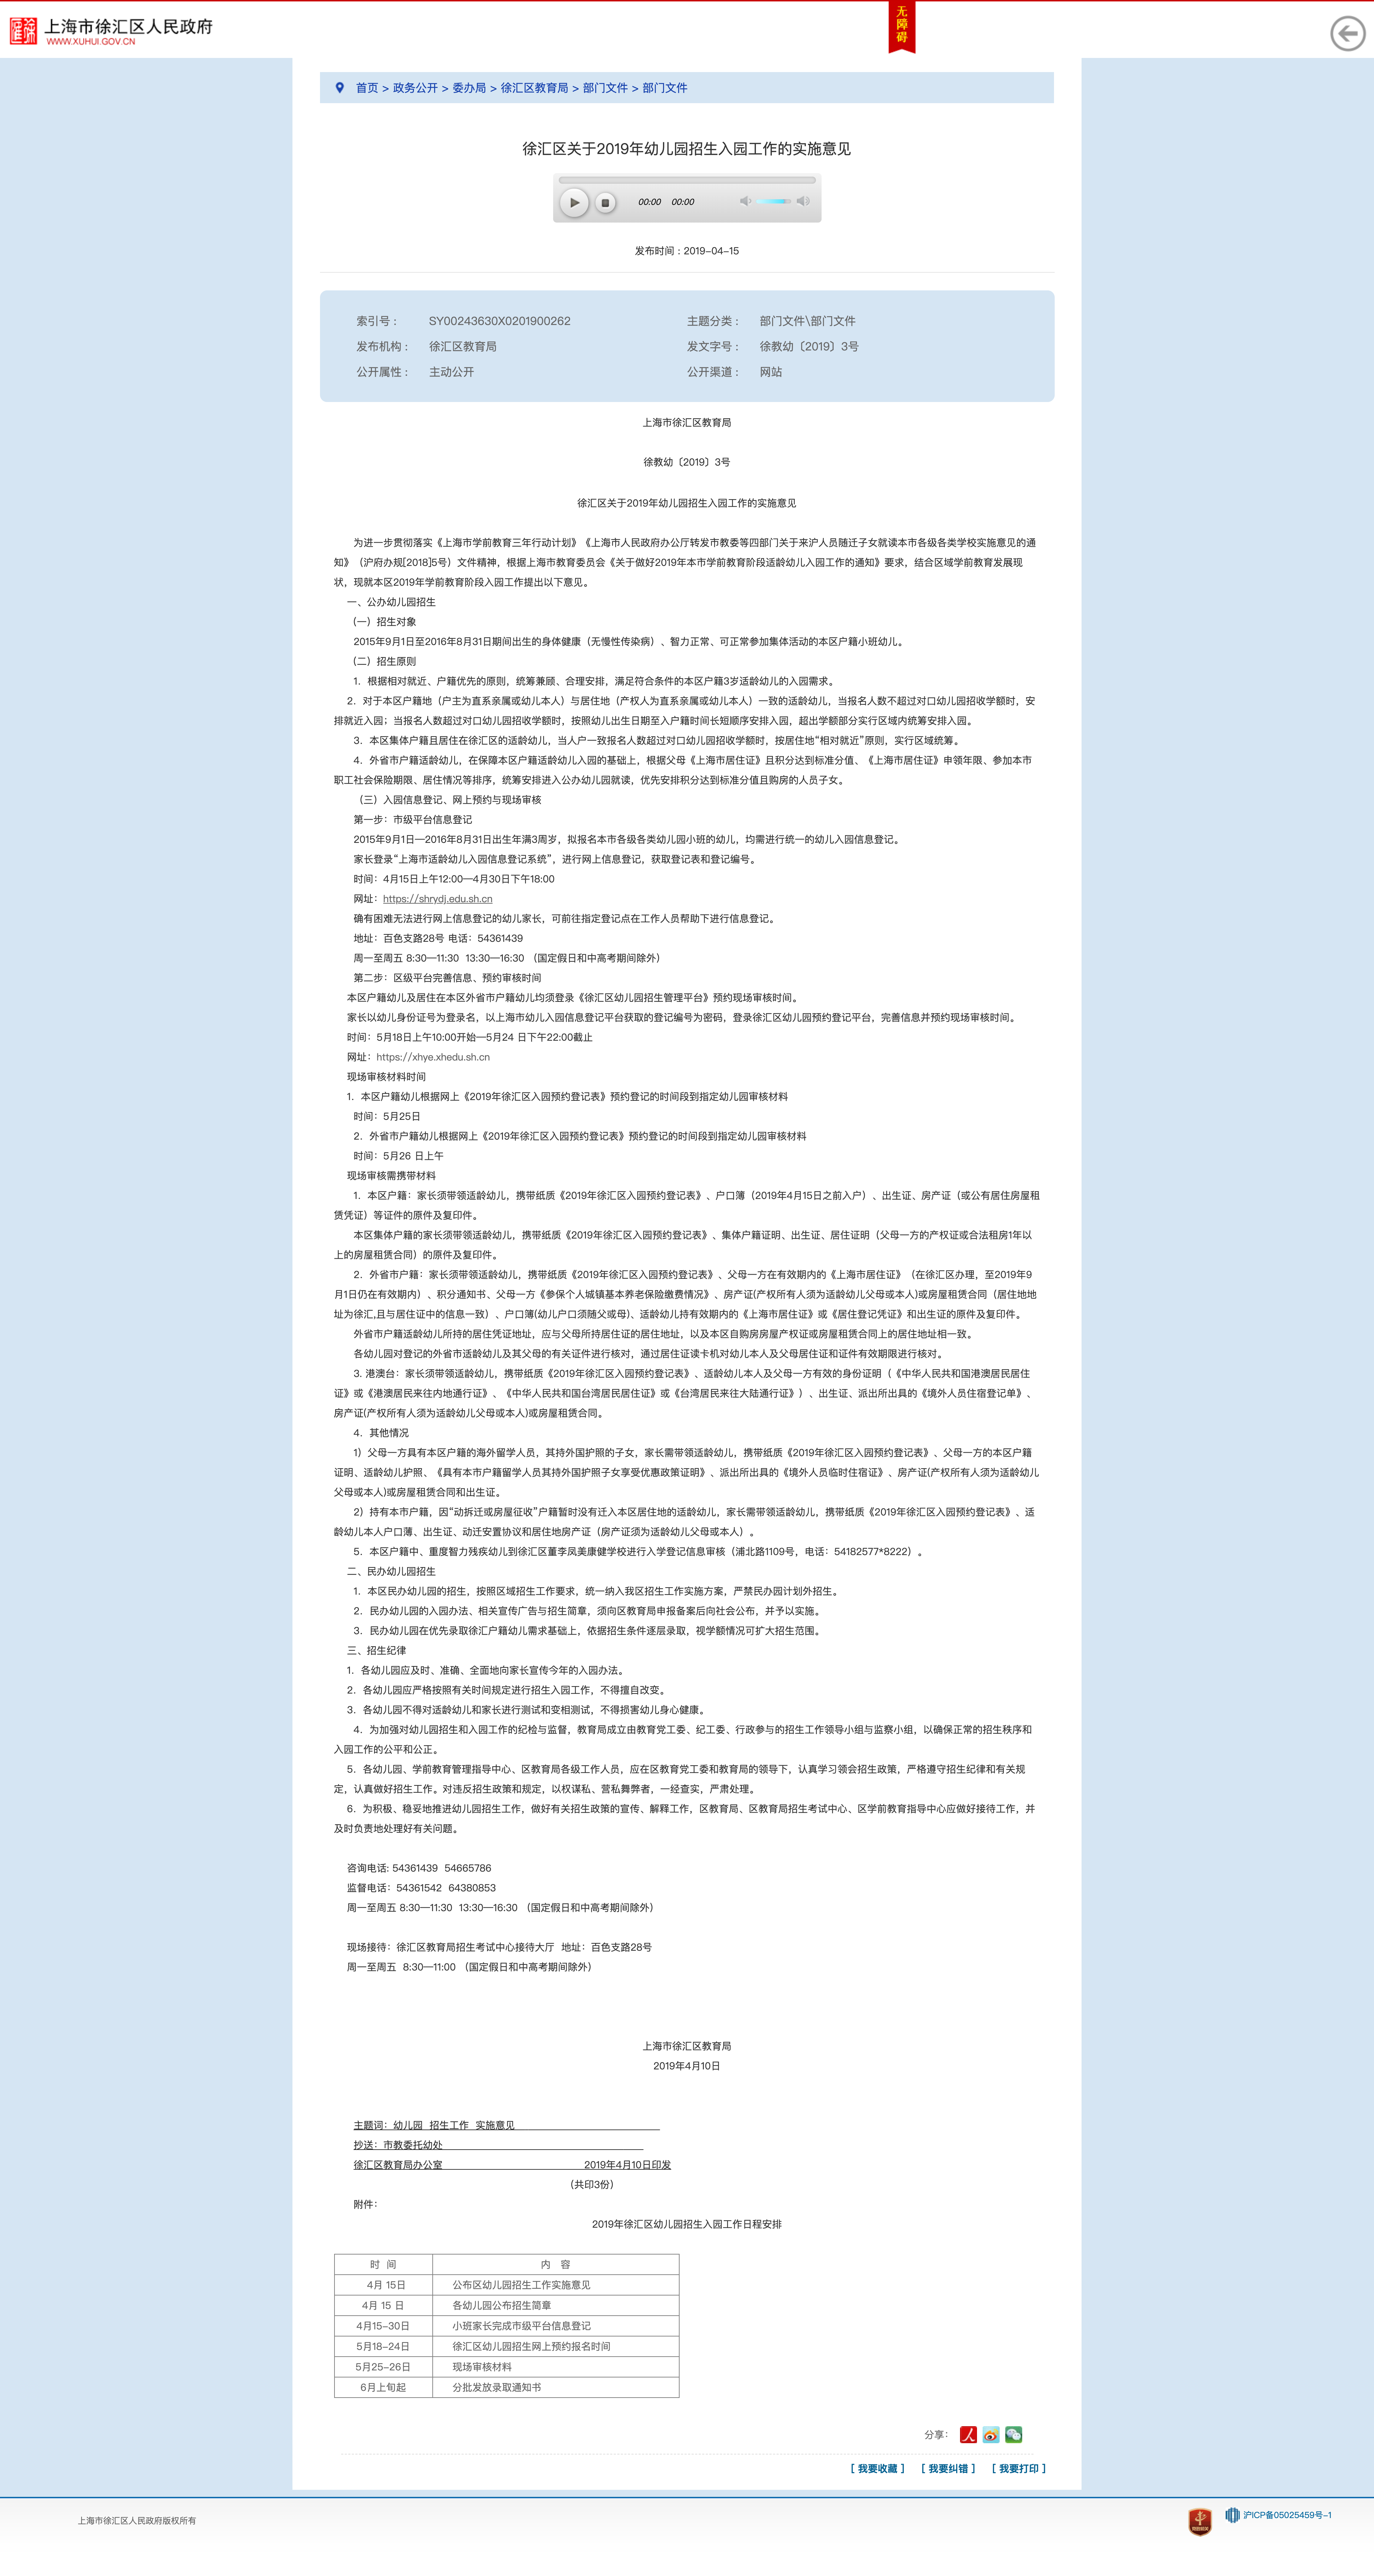 上海市徐汇区人民政府
WWW.XUHUI.GOV.CN
无障碍
首页 > 政务公开 > 委办局 > 徐汇区教育局 > 部门文件 > 部门文件
徐汇区关于2019年幼儿园招生入园工作的实施意见
00:00 00:00
发布时间：2019-04-15
索引号： SY00243630X0201900262 主题分类： 部门文件\部门文件
发布机构： 徐汇区教育局 发文字号： 徐教幼〔2019〕3号
公开属性： 主动公开 公开渠道： 网站
上海市徐汇区教育局
徐教幼〔2019〕3号
徐汇区关于2019年幼儿园招生入园工作的实施意见
为进一步贯彻落实《上海市学前教育三年行动计划》《上海市人民政府办公厅转发市教委等四部门关于来沪人员随迁子女就读本市各级各类学校实施意见的通
知》（沪府办规[2018]5号）文件精神，根据上海市教育委员会《关于做好2019年本市学前教育阶段适龄幼儿入园工作的通知》要求，结合区域学前教育发展现
状，现就本区2019年学前教育阶段入园工作提出以下意见。
一、公办幼儿园招生
（一）招生对象
2015年9月1日至2016年8月31日期间出生的身体健康（无慢性传染病）、智力正常、可正常参加集体活动的本区户籍小班幼儿。
（二）招生原则
1. 根据相对就近、户籍优先的原则，统筹兼顾、合理安排，满足符合条件的本区户籍3岁适龄幼儿的入园需求。
2. 对于本区户籍地（户主为直系亲属或幼儿本人）与居住地（产权人为直系亲属或幼儿本人）一致的适龄幼儿，当报名人数不超过对口幼儿园招收学额时，安
排就近入园；当报名人数超过对口幼儿园招收学额时，按照幼儿出生日期至入户籍时间长短顺序安排入园，超出学额部分实行区域内统筹安排入园。
3. 本区集体户籍且居住在徐汇区的适龄幼儿，当人户一致报名人数超过对口幼儿园招收学额时，按居住地“相对就近”原则，实行区域统筹。
4. 外省市户籍适龄幼儿，在保障本区户籍适龄幼儿入园的基础上，根据父母《上海市居住证》且积分达到标准分值、《上海市居住证》申领年限、参加本市
职工社会保险期限、居住情况等排序，统筹安排进入公办幼儿园就读，优先安排积分达到标准分值且购房的人员子女。
（三）入园信息登记、网上预约与现场审核
第一步：市级平台信息登记
2015年9月1日—2016年8月31日出生年满3周岁，拟报名本市各级各类幼儿园小班的幼儿，均需进行统一的幼儿入园信息登记。
家长登录“上海市适龄幼儿入园信息登记系统”，进行网上信息登记，获取登记表和登记编号。
时间：4月15日上午12:00—4月30日下午18:00
网址：https://shrydj.edu.sh.cn
确有困难无法进行网上信息登记的幼儿家长，可前往指定登记点在工作人员帮助下进行信息登记。
地址：百色支路28号 电话：54361439
周一至周五 8:30—11:30 13:30—16:30 （国定假日和中高考期间除外）
第二步：区级平台完善信息、预约审核时间
本区户籍幼儿及居住在本区外省市户籍幼儿均须登录《徐汇区幼儿园招生管理平台》预约现场审核时间。
家长以幼儿身份证号为登录名，以上海市幼儿入园信息登记平台获取的登记编号为密码，登录徐汇区幼儿园预约登记平台，完善信息并预约现场审核时间。
时间：5月18日上午10:00开始—5月24 日下午22:00截止
网址：https://xhye.xhedu.sh.cn
现场审核材料时间
1. 本区户籍幼儿根据网上《2019年徐汇区入园预约登记表》预约登记的时间段到指定幼儿园审核材料
时间：5月25日
2. 外省市户籍幼儿根据网上《2019年徐汇区入园预约登记表》预约登记的时间段到指定幼儿园审核材料
时间：5月26 日上午
现场审核需携带材料
1. 本区户籍：家长须带领适龄幼儿，携带纸质《2019年徐汇区入园预约登记表》、户口簿（2019年4月15日之前入户）、出生证、房产证（或公有居住房屋租
赁凭证）等证件的原件及复印件。
本区集体户籍的家长须带领适龄幼儿，携带纸质《2019年徐汇区入园预约登记表》、集体户籍证明、出生证、居住证明（父母一方的产权证或合法租房1年以
上的房屋租赁合同）的原件及复印件。
2. 外省市户籍：家长须带领适龄幼儿，携带纸质《2019年徐汇区入园预约登记表》、父母一方在有效期内的《上海市居住证》（在徐汇区办理，至2019年9
月1日仍在有效期内）、积分通知书、父母一方《参保个人城镇基本养老保险缴费情况》、房产证(产权所有人须为适龄幼儿父母或本人)或房屋租赁合同（居住地地
址为徐汇,且与居住证中的信息一致）、户口簿(幼儿户口须随父或母)、适龄幼儿持有效期内的《上海市居住证》或《居住登记凭证》和出生证的原件及复印件。
外省市户籍适龄幼儿所持的居住凭证地址，应与父母所持居住证的居住地址，以及本区自购房房屋产权证或房屋租赁合同上的居住地址相一致。
各幼儿园对登记的外省市适龄幼儿及其父母的有关证件进行核对，通过居住证读卡机对幼儿本人及父母居住证和证件有效期限进行核对。
3. 港澳台：家长须带领适龄幼儿，携带纸质《2019年徐汇区入园预约登记表》、适龄幼儿本人及父母一方有效的身份证明（《中华人民共和国港澳居民居住
证》或《港澳居民来往内地通行证》、《中华人民共和国台湾居民居住证》或《台湾居民来往大陆通行证》）、出生证、派出所出具的《境外人员住宿登记单》、
房产证(产权所有人须为适龄幼儿父母或本人)或房屋租赁合同。
4. 其他情况
1）父母一方具有本区户籍的海外留学人员，其持外国护照的子女，家长需带领适龄幼儿，携带纸质《2019年徐汇区入园预约登记表》、父母一方的本区户籍
证明、适龄幼儿护照、《具有本市户籍留学人员其持外国护照子女享受优惠政策证明》、派出所出具的《境外人员临时住宿证》、房产证(产权所有人须为适龄幼儿
父母或本人)或房屋租赁合同和出生证。
2）持有本市户籍，因“动拆迁或房屋征收”户籍暂时没有迁入本区居住地的适龄幼儿，家长需带领适龄幼儿，携带纸质《2019年徐汇区入园预约登记表》、适
龄幼儿本人户口薄、出生证、动迁安置协议和居住地房产证（房产证须为适龄幼儿父母或本人）。
5. 本区户籍中、重度智力残疾幼儿到徐汇区董李凤美康健学校进行入学登记信息审核（浦北路1109号，电话：54182577*8222）。
二、民办幼儿园招生
1. 本区民办幼儿园的招生，按照区域招生工作要求，统一纳入我区招生工作实施方案，严禁民办园计划外招生。
2. 民办幼儿园的入园办法、相关宣传广告与招生简章，须向区教育局申报备案后向社会公布，并予以实施。
3. 民办幼儿园在优先录取徐汇户籍幼儿需求基础上，依据招生条件逐层录取，视学额情况可扩大招生范围。
三、招生纪律
1. 各幼儿园应及时、准确、全面地向家长宣传今年的入园办法。
2. 各幼儿园应严格按照有关时间规定进行招生入园工作，不得擅自改变。
3. 各幼儿园不得对适龄幼儿和家长进行测试和变相测试，不得损害幼儿身心健康。
4. 为加强对幼儿园招生和入园工作的纪检与监督，教育局成立由教育党工委、纪工委、行政参与的招生工作领导小组与监察小组，以确保正常的招生秩序和
入园工作的公平和公正。
5. 各幼儿园、学前教育管理指导中心、区教育局各级工作人员，应在区教育党工委和教育局的领导下，认真学习领会招生政策，严格遵守招生纪律和有关规
定，认真做好招生工作。对违反招生政策和规定，以权谋私、营私舞弊者，一经查实，严肃处理。
6. 为积极、稳妥地推进幼儿园招生工作，做好有关招生政策的宣传、解释工作，区教育局、区教育局招生考试中心、区学前教育指导中心应做好接待工作，并
及时负责地处理好有关问题。
咨询电话: 54361439 54665786
监督电话：54361542 64380853
周一至周五 8:30—11:30 13:30—16:30 （国定假日和中高考期间除外）
现场接待：徐汇区教育局招生考试中心接待大厅 地址：百色支路28号
周一至周五 8:30—11:00 （国定假日和中高考期间除外）
上海市徐汇区教育局
2019年4月10日
主题词：幼儿园 招生工作 实施意见
抄送：市教委托幼处
徐汇区教育局办公室 2019年4月10日印发
（共印3份）
附件：
2019年徐汇区幼儿园招生入园工作日程安排
时 间 内 容
4月 15日 公布区幼儿园招生工作实施意见
4月 15 日 各幼儿园公布招生简章
4月15-30日 小班家长完成市级平台信息登记
5月18-24日 徐汇区幼儿园招生网上预约报名时间
5月25-26日 现场审核材料
6月上旬起 分批发放录取通知书
分享：
[ 我要收藏 ] [ 我要纠错 ] [ 我要打印 ]
上海市徐汇区人民政府版权所有
沪ICP备05025459号-1